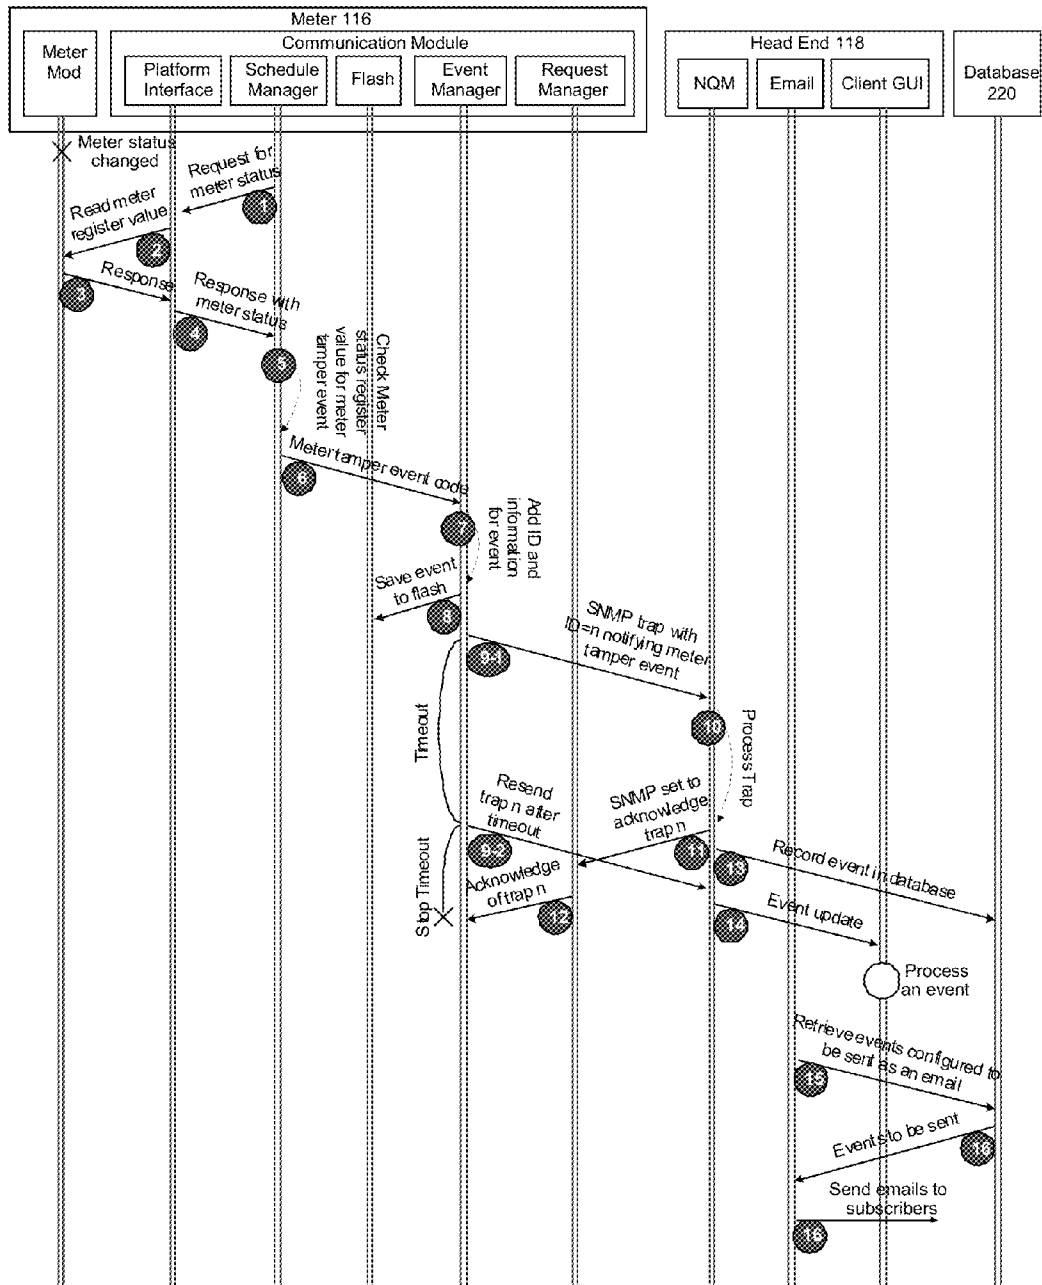 Meter 116
Communication Module
Meter
Mod
Platform
Interface
Schedule
Manager
Flash
Event
Manager
Request
Manager
Head End 118
NQM
Email
Client GUI
Database
220
Meter status
changed
Request for
meter status
1
Read meter
register value
2
Response
3
Response with
meter status
4
5
Check Meter
status register
value for meter
tamper event
Meter tamper event code
6
7
Add ID and
information
for event
Save event
to flash
8
SNMP trap with
ID=n notifying meter
tamper event
9-1
10
Process Trap
Timeout
Resend
trap n after
timeout
9-2
SNMP set to
acknowledge
trap n
11
13
Record event in database
Stop Timeout
Acknowledge
of trap n
12
14
Event update
Process
an event
Retrieve events configured to
be sent as an email
15
Events to be sent
16
Send emails to
subscribers
16